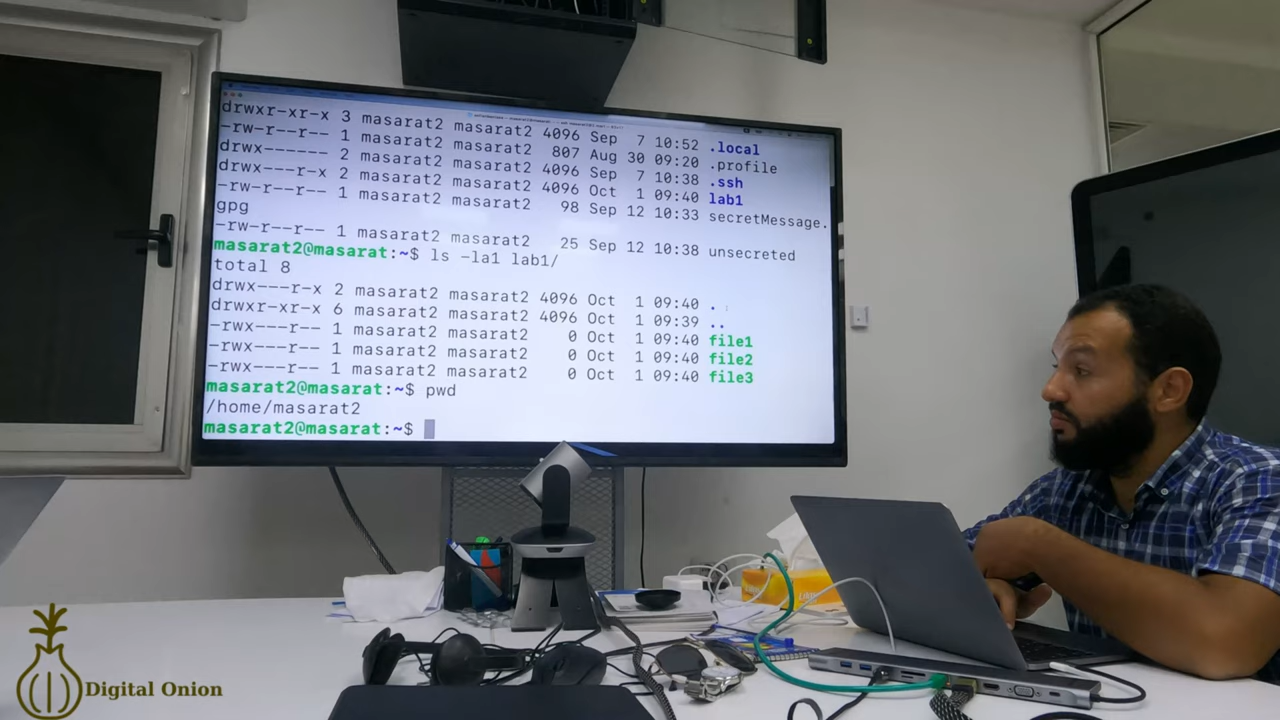 drwxr-xr-x 3 masarat2 masarat2 4096 Sep  7 10:52 .local
-rw-r--r-- 1 masarat2 masarat2  807 Aug 30 09:20 .profile
drwx------ 2 masarat2 masarat2 4096 Sep  7 10:38 .ssh
drwx---r-x 2 masarat2 masarat2 4096 Oct  1 09:40 lab1
-rw-r--r-- 1 masarat2 masarat2   98 Sep 12 10:33 secretMessage.
gpg
-rw-r--r-- 1 masarat2 masarat2   25 Sep 12 10:38 unsecreted
masarat2@masarat:~$ ls -la1 lab1/
total 8
drwx---r-x 2 masarat2 masarat2 4096 Oct  1 09:40 .
drwxr-xr-x 6 masarat2 masarat2 4096 Oct  1 09:39 ..
-rwx---r-- 1 masarat2 masarat2    0 Oct  1 09:40 file1
-rwx---r-- 1 masarat2 masarat2    0 Oct  1 09:40 file2
-rwx---r-- 1 masarat2 masarat2    0 Oct  1 09:40 file3
masarat2@masarat:~$ pwd
/home/masarat2
masarat2@masarat:~$
Digital Onion